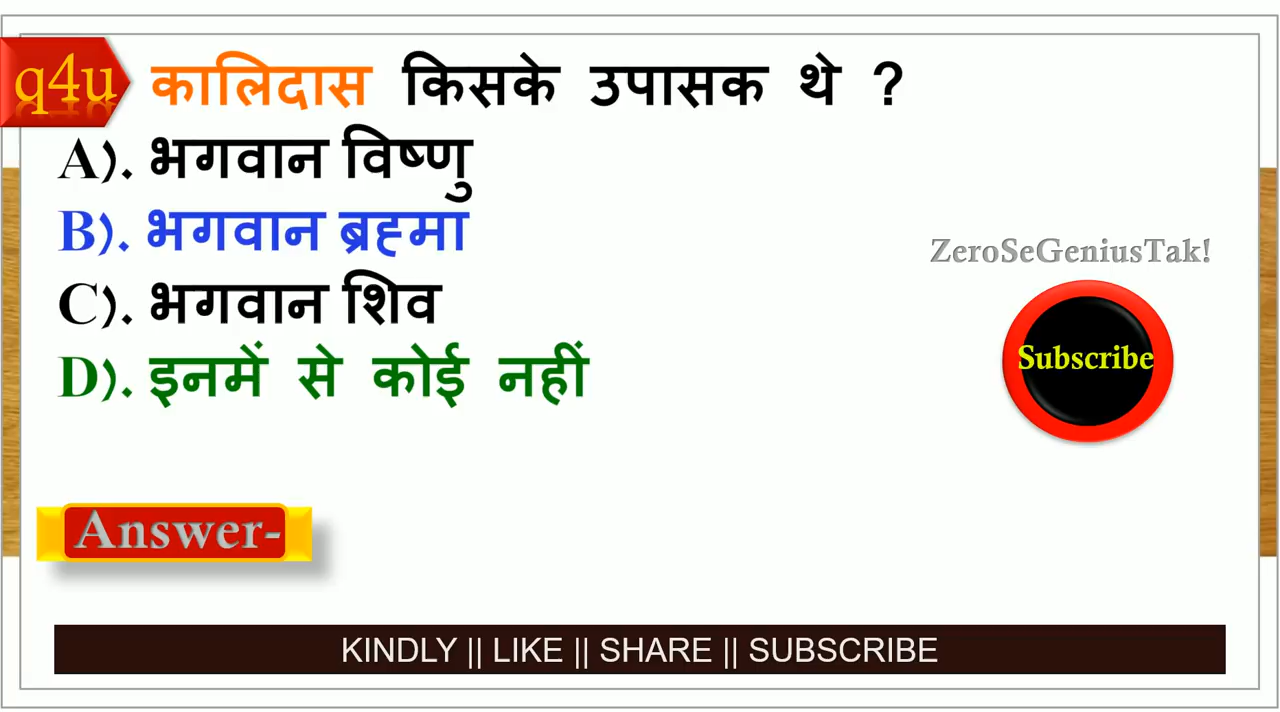 q4u
कालिदास किसके उपासक थे ?
A). भगवान विष्णु
B). भगवान ब्रह्मा
C). भगवान शिव
D). इनमें से कोई नहीं
ZeroSeGeniusTak!
Subscribe
Answer-
KINDLY || LIKE || SHARE || SUBSCRIBE